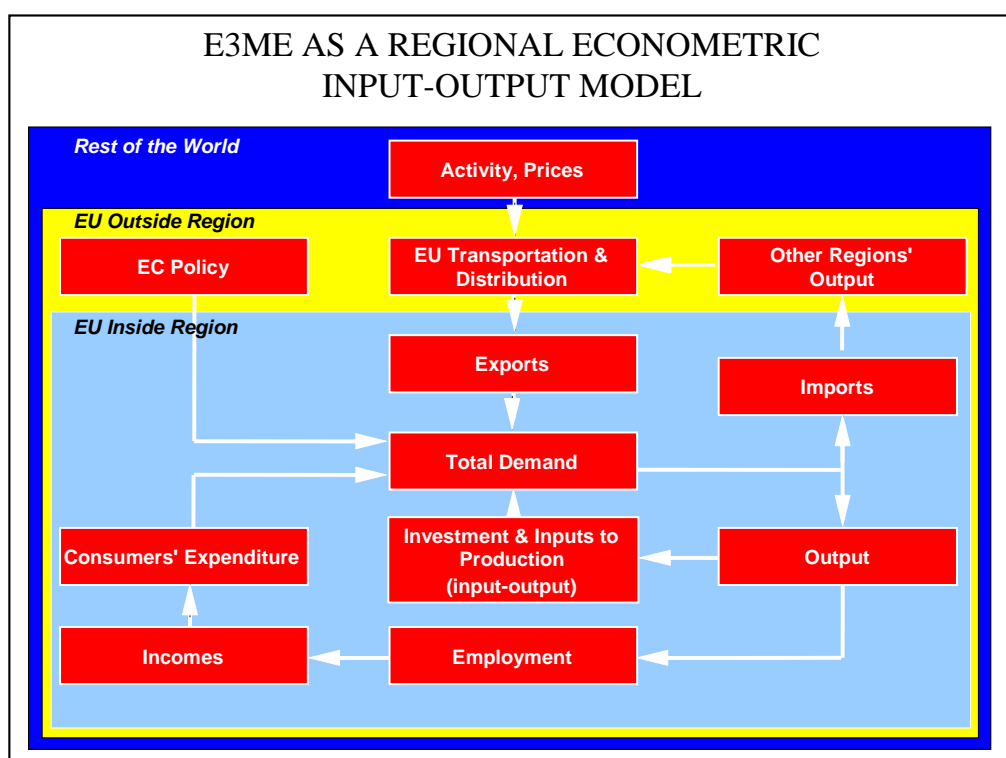 E3ME AS A REGIONAL ECONOMETRIC
INPUT-OUTPUT MODEL
Rest of the World
Activity, Prices
EU Outside Region
EC Policy
EU Transportation &
Distribution
Other Regions'
Output
EU Inside Region
Exports
Imports
Total Demand
Consumers' Expenditure
Investment & Inputs to
Production
(input-output)
Output
Incomes
Employment